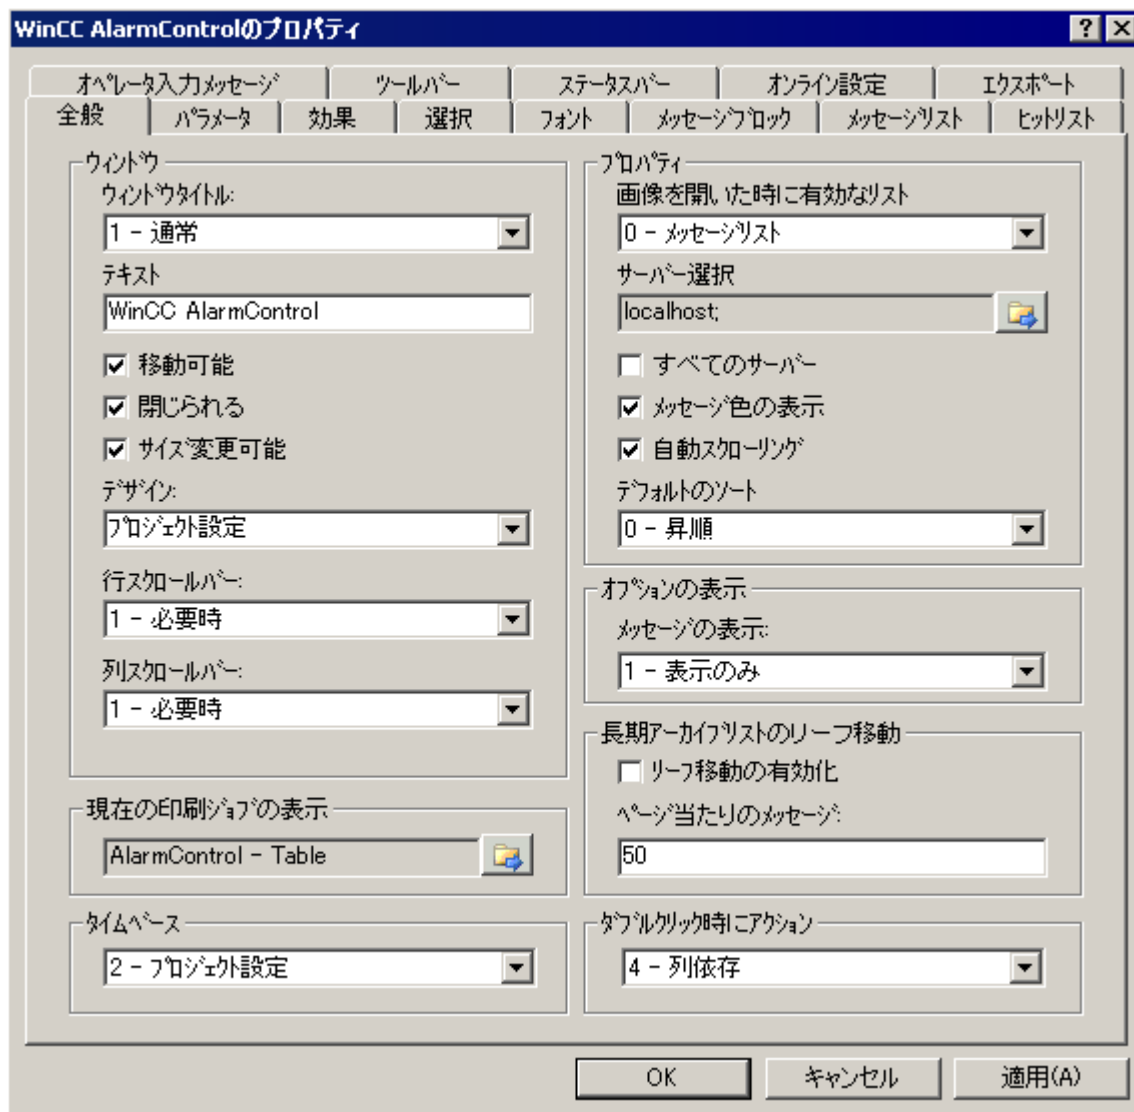 WinCC AlarmControlのプロパティ
オペレータ入力メッセージ ツールバー ステータスバー オンライン設定 エクスポート
全般 パラメータ 効果 選択 フォント メッセージブロック メッセージリスト ヒットリスト
ウィンドウ
ウィンドウタイトル:
1 - 通常
テキスト
WinCC AlarmControl
移動可能
閉じられる
サイズ変更可能
デザイン:
プロジェクト設定
行スクロールバー:
1 - 必要時
列スクロールバー:
1 - 必要時
現在の印刷ジョブの表示
AlarmControl - Table
タイムベース
2 - プロジェクト設定
プロパティ
画像を開いた時に有効なリスト
0 - メッセージリスト
サーバー選択
localhost;
すべてのサーバー
メッセージ色の表示
自動スクローリング
デフォルトのソート
0 - 昇順
オプションの表示
メッセージの表示:
1 - 表示のみ
長期アーカイブリストのリーフ移動
リーフ移動の有効化
ページ当たりのメッセージ:
50
ダブルクリック時にアクション
4 - 列依存
OK キャンセル 適用(A)